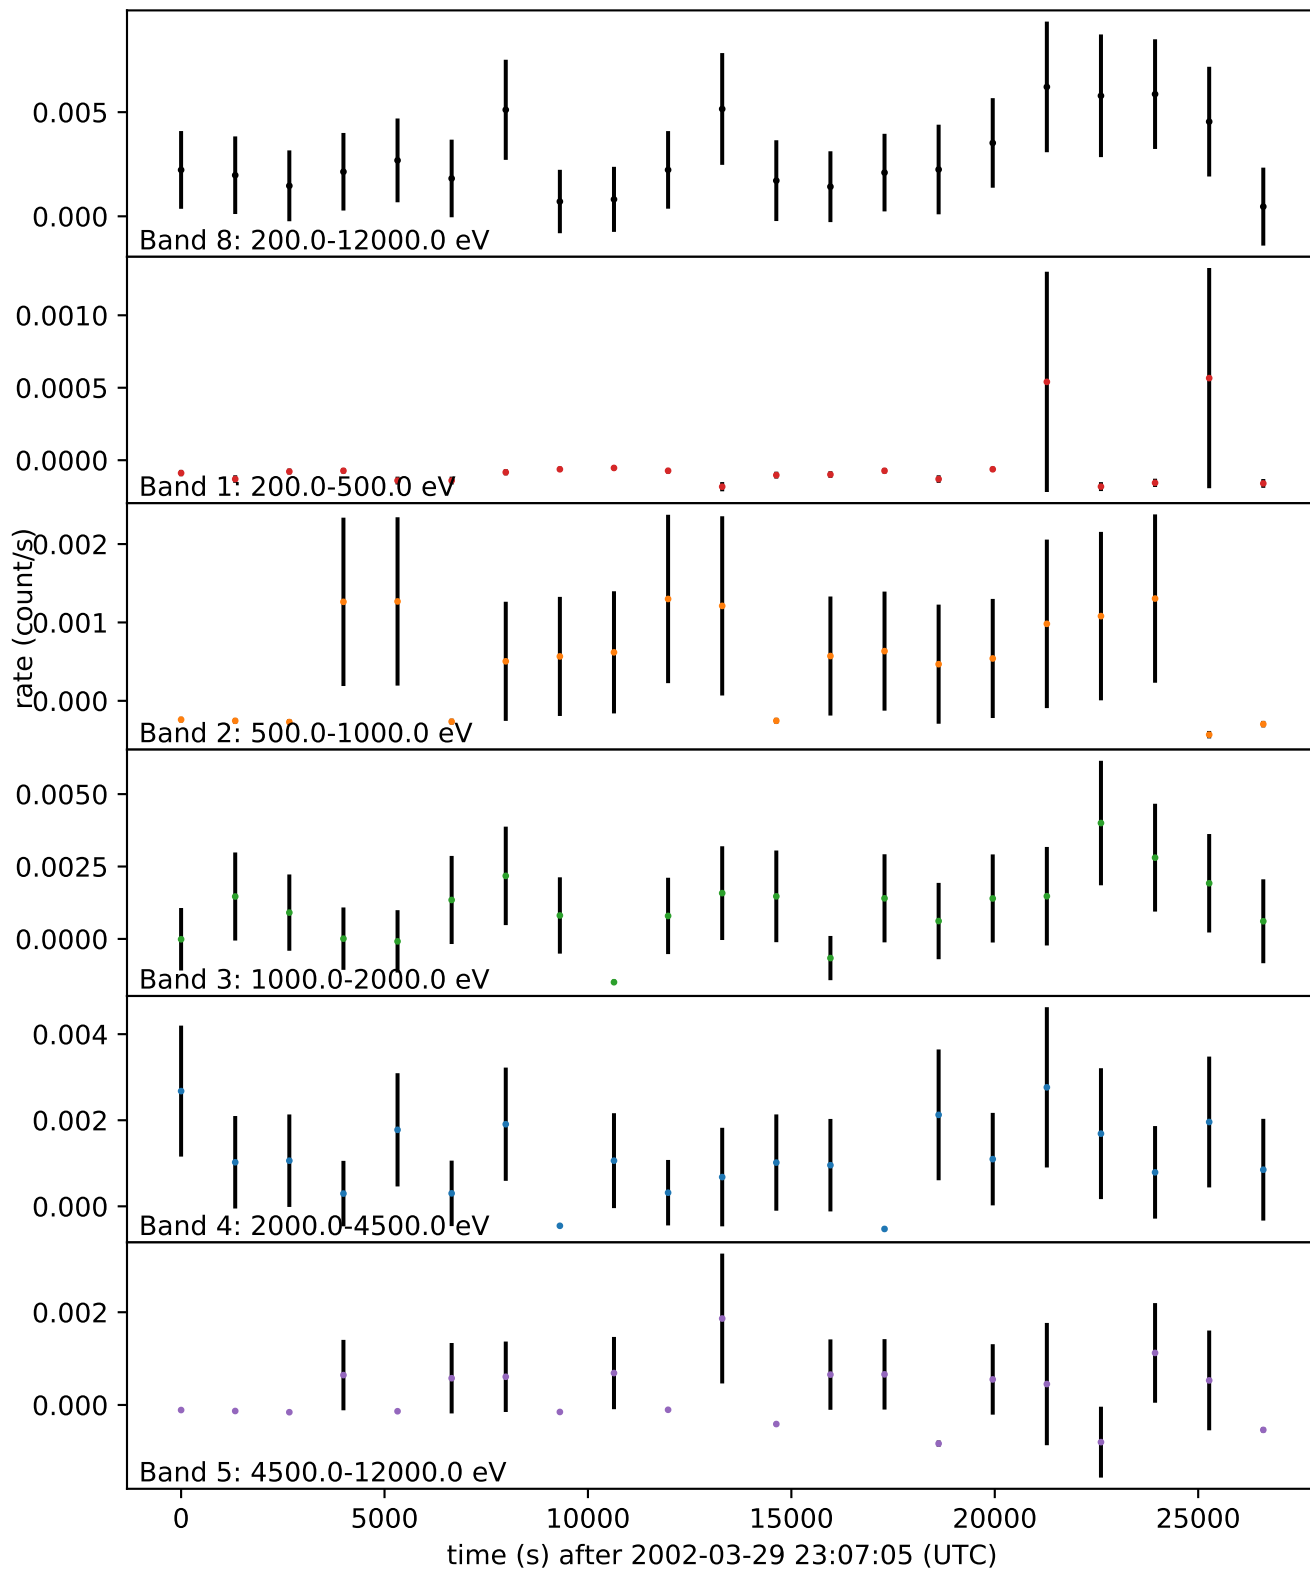 0.005
0.000
Band 8: 200.0-12000.0 eV
0.0010
0.0005
0.0000
Band 1: 200.0-500.0 eV
rate (count/s)
0.002
0.001
0.000
Band 2: 500.0-1000.0 eV
0.0050
0.0025
0.0000
Band 3: 1000.0-2000.0 eV
0.004
0.002
0.000
Band 4: 2000.0-4500.0 eV
0.002
0.000
Band 5: 4500.0-12000.0 eV
0 5000 10000 15000 20000 25000
time (s) after 2002-03-29 23:07:05 (UTC)